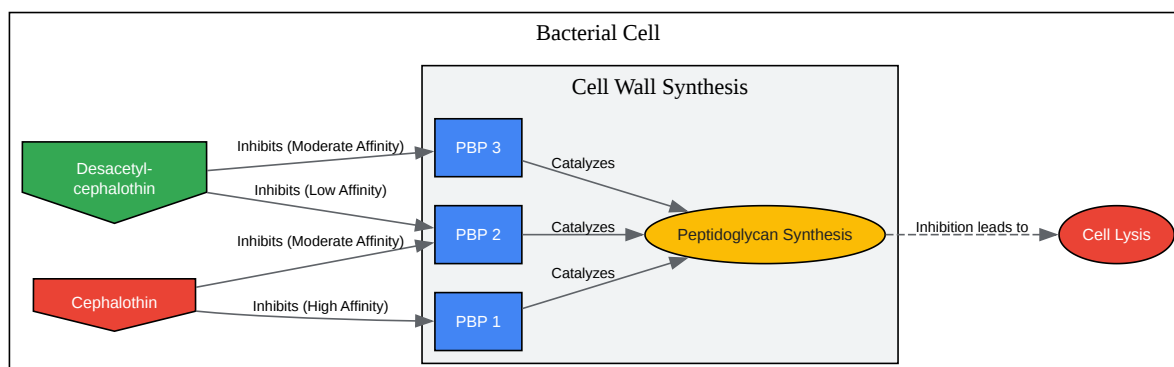 Bacterial Cell
Cell Wall Synthesis
Desacetyl-
cephalothin
Inhibits (Moderate Affinity)
PBP 3
Catalyzes
Inhibits (Low Affinity)
PBP 2
Catalyzes
Peptidoglycan Synthesis
Inhibition leads to
Cell Lysis
Inhibits (Moderate Affinity)
Cephalothin
Inhibits (High Affinity)
PBP 1
Catalyzes